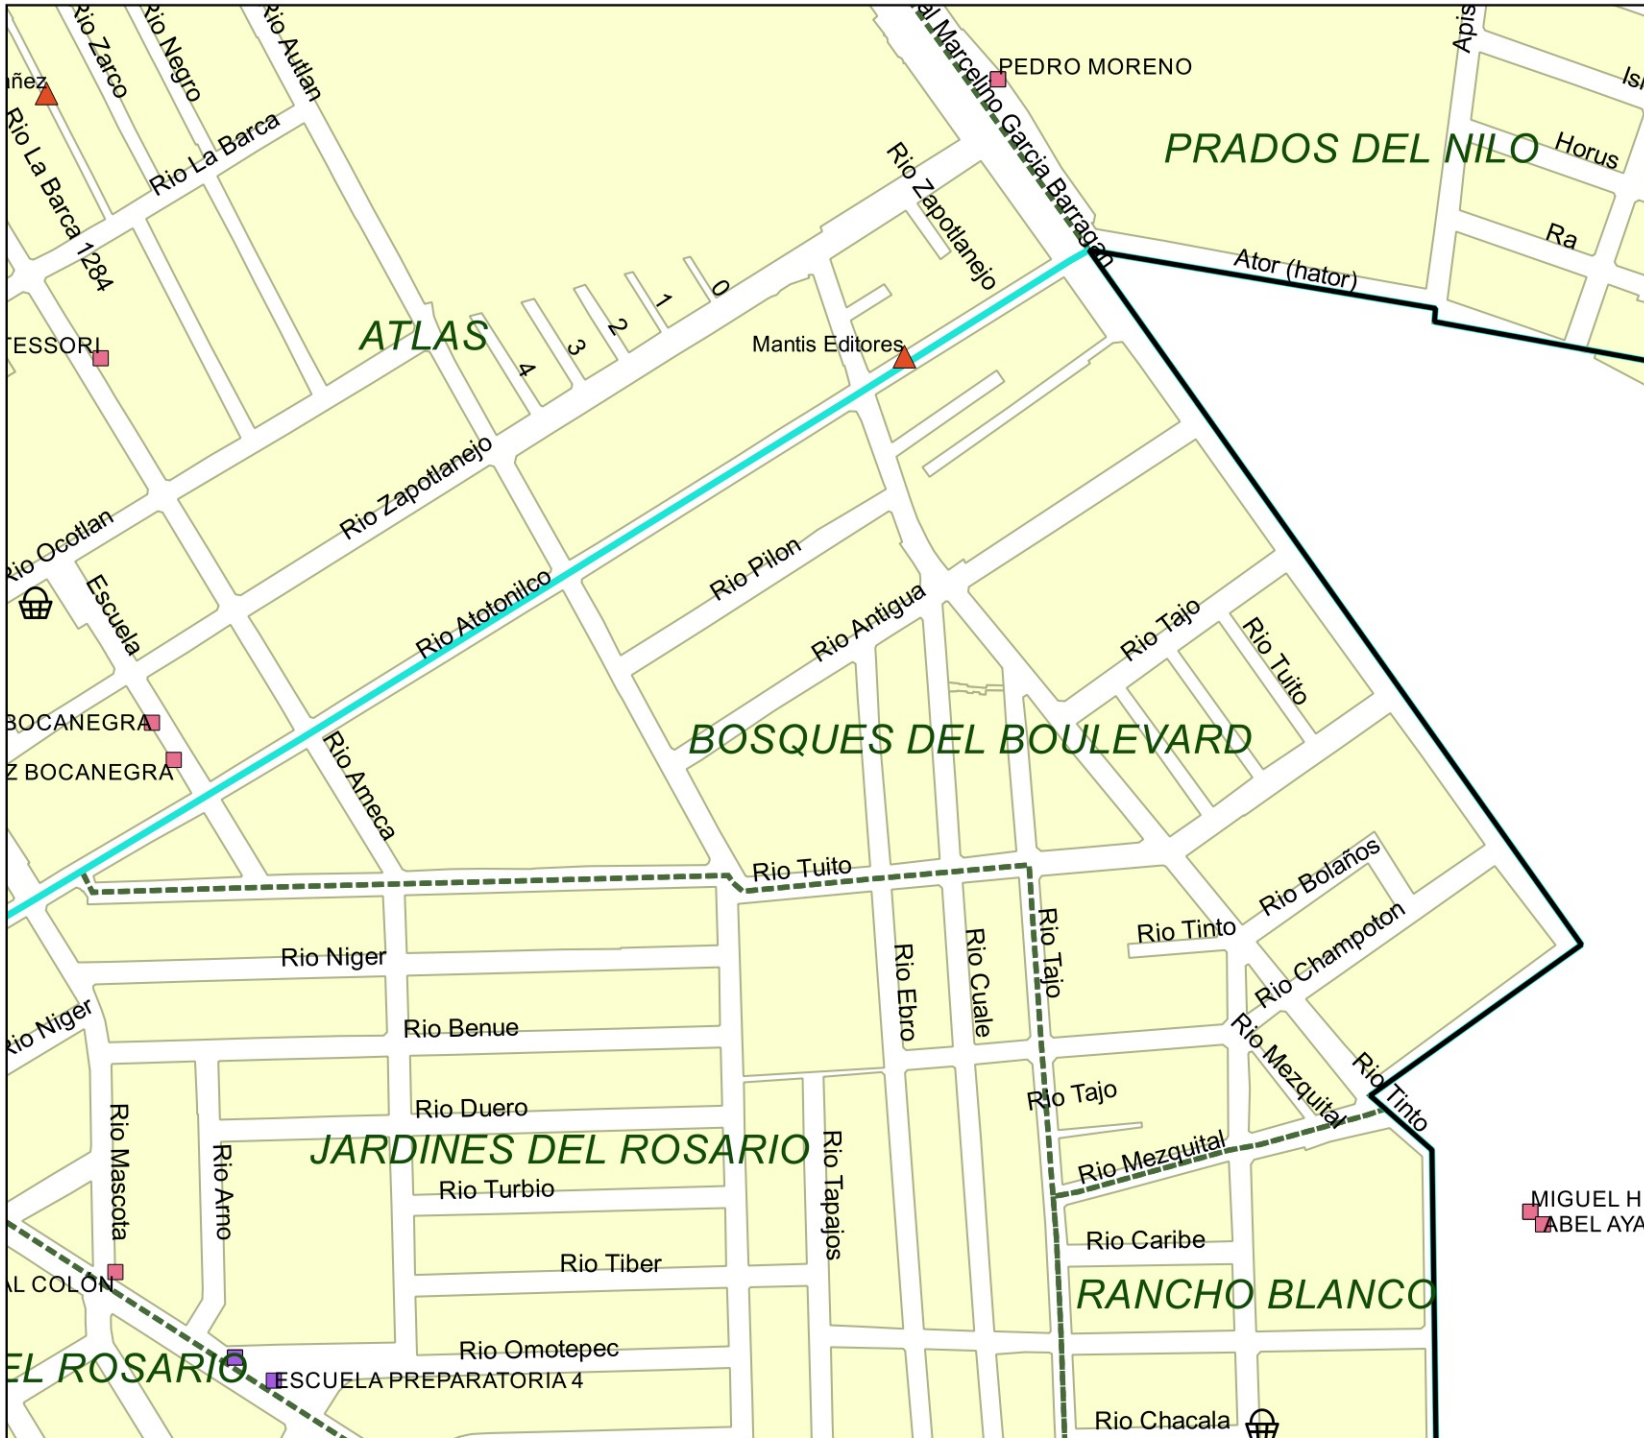 Rio Zarco
Rio Negro
Rio Autlan
al Marcelino Garcia Barragan
Apis
PEDRO MORENO
ñez
Rio La Barca
Rio La Barca 1284
PRADOS DEL NILO
Horus
Ra
Rio Zapotlanejo
Ator (hator)
ATLAS
0
1
2
3
4
TESSORI
Mantis Editores
Rio Zapotlanejo
Rio Ocotlan
Escuela
Rio Atotonilco
Rio Pilon
Rio Antigua
Rio Tajo
Rio Tuito
BOCANEGRA
Z BOCANEGRA
Rio Ameca
BOSQUES DEL BOULEVARD
Rio Tuito
Rio Bolaños
Rio Tinto
Rio Champoton
Rio Niger
Rio Ebro
Rio Cuale
Rio Tajo
Rio Niger
Rio Benue
Rio Mezquital
Rio Tinto
Rio Tajo
Rio Duero
JARDINES DEL ROSARIO
Rio Mascota
Rio Arno
Rio Tapajos
Rio Mezquital
Rio Turbio
MIGUEL H
ABEL AYA
Rio Caribe
Rio Tiber
AL COLON
RANCHO BLANCO
Rio Omotepec
EL ROSARIO
ESCUELA PREPARATORIA 4
Rio Chacala